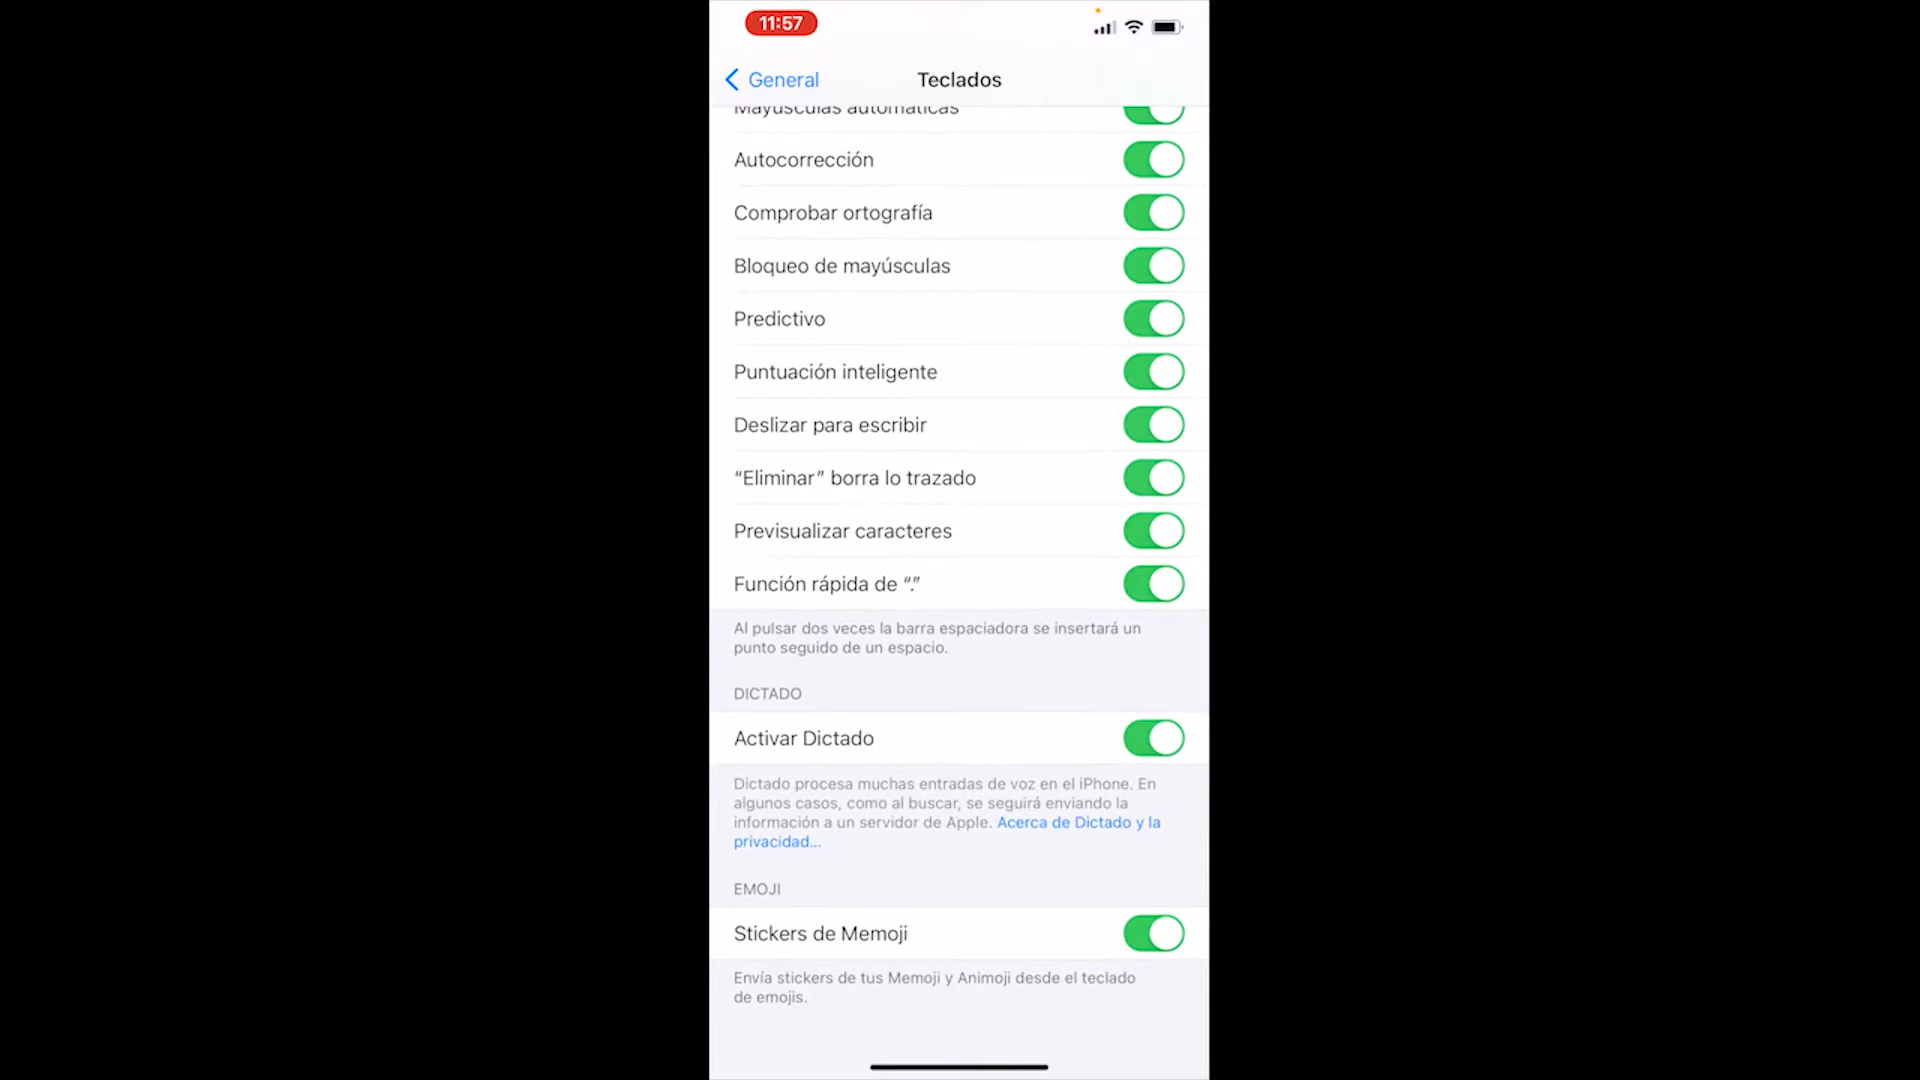 11:57
General
Teclados
Mayúsculas automáticas
Autocorrección
Comprobar ortografía
Bloqueo de mayúsculas
Predictivo
Puntuación inteligente
Deslizar para escribir
“Eliminar” borra lo trazado
Previsualizar caracteres
Función rápida de “.”
Al pulsar dos veces la barra espaciadora se insertará un
punto seguido de un espacio.
DICTADO
Activar Dictado
Dictado procesa muchas entradas de voz en el iPhone. En
algunos casos, como al buscar, se seguirá enviando la
información a un servidor de Apple. Acerca de Dictado y la
privacidad...
EMOJI
Stickers de Memoji
Envía stickers de tus Memoji y Animoji desde el teclado
de emojis.